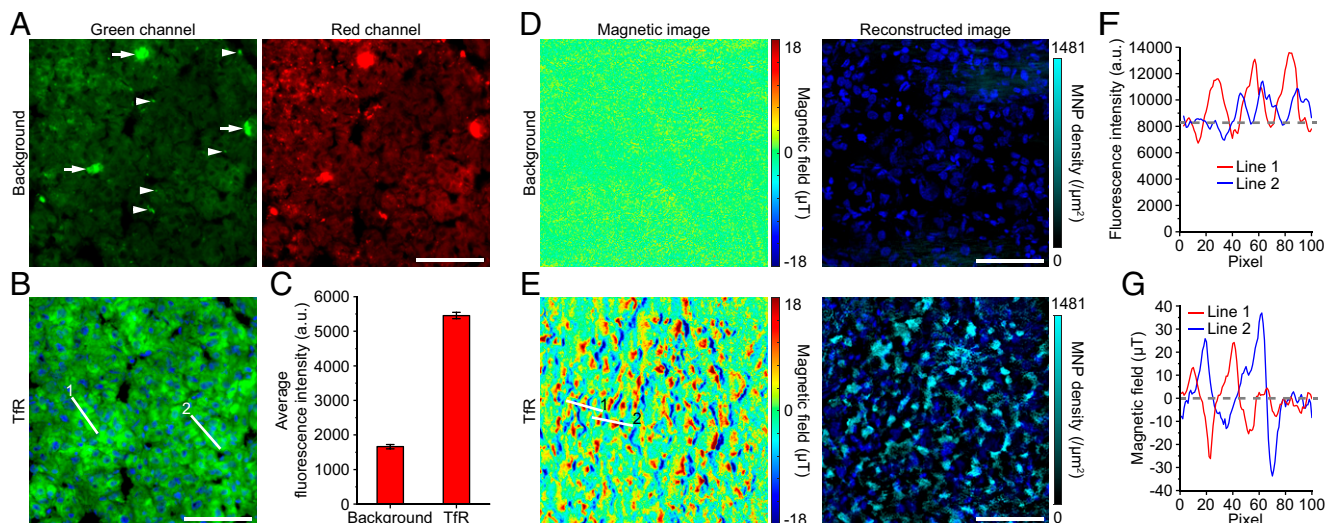 A
Green channel
Red channel
Background
B
TfR
1
2
C
6000
5000
4000
3000
2000
1000
0
Average
fluorescence intensity (a.u.)
Background
TfR
D
Magnetic image
Reconstructed image
Background
18
0
-18
Magnetic field (µT)
1481
0
MNP density (/µm²)
E
TfR
1
2
18
0
-18
Magnetic field (µT)
1481
0
MNP density (/µm²)
F
14000
12000
10000
8000
6000
4000
2000
0
Fluorescence intensity (a.u.)
Line 1
Line 2
0 20 40 60 80 100
Pixel
G
40
30
20
10
0
-10
-20
-30
-40
Magnetic field (µT)
Line 1
Line 2
0 20 40 60 80 100
Pixel